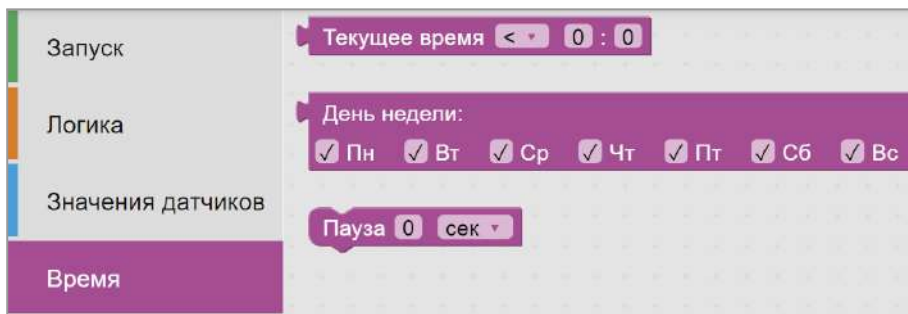 Запуск
Логика
Значения датчиков
Время
Текущее время < 0 : 0
День недели:
✓ Пн ✓ Вт ✓ Ср ✓ Чт ✓ Пт ✓ Сб ✓ Вс
Пауза 0 сек